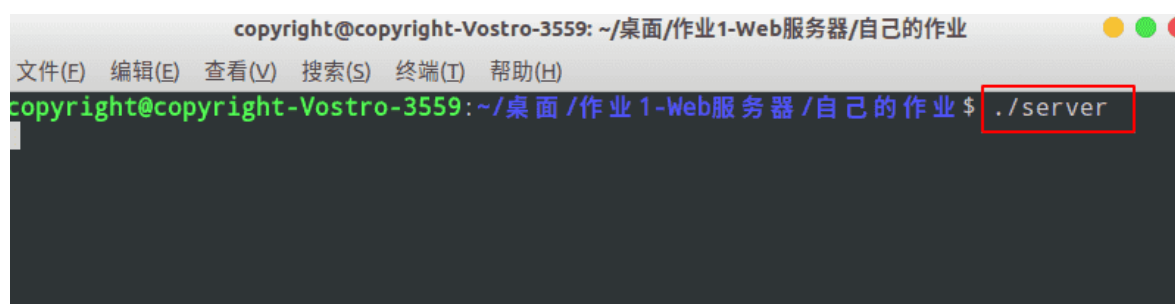 copyright@copyright-Vostro-3559: ~/桌面/作业1-Web服务器/自己的作业
文件(F) 编辑(E) 查看(V) 搜索(S) 终端(T) 帮助(H)
copyright@copyright-Vostro-3559:~/桌面/作业1-Web服务器/自己的作业$ ./server